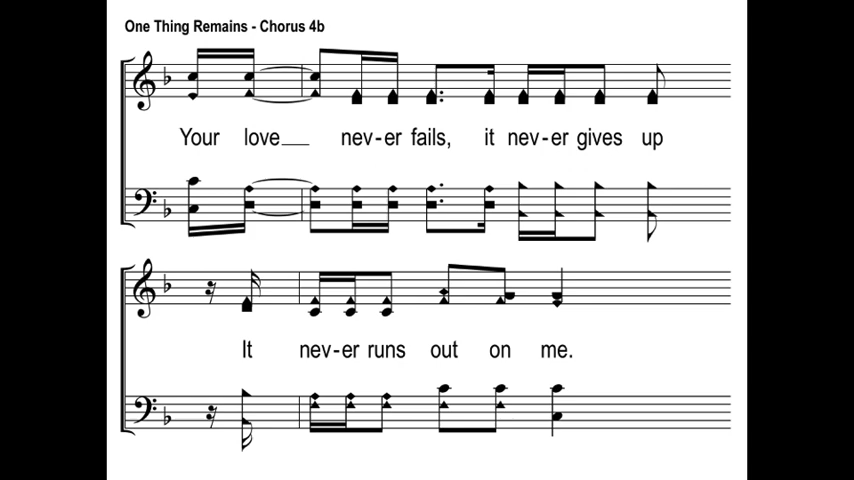 One Thing Remains - Chorus 4b
Your love__ nev-er fails, it nev-er gives up
It nev-er runs out on me.